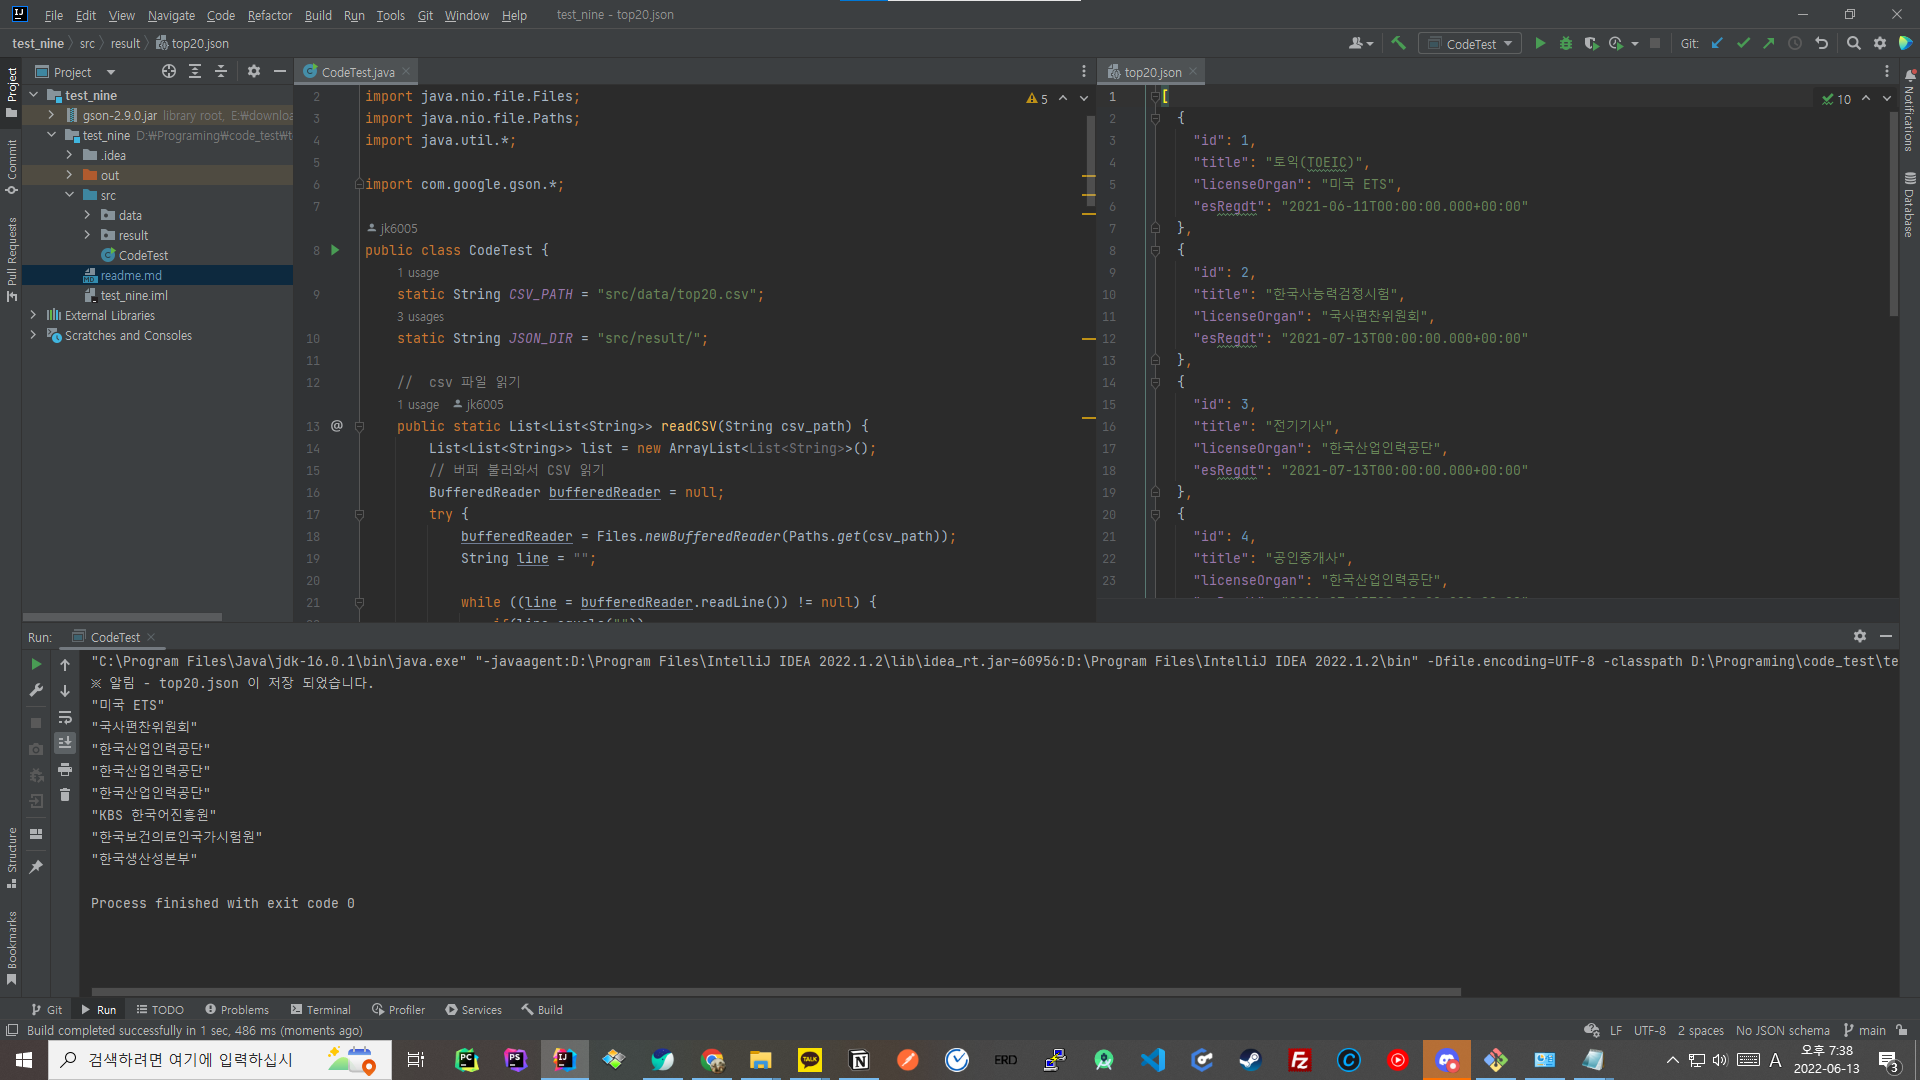 File Edit View Navigate Code Refactor Build Run Tools Git Window Help test_nine - top20.json
test_nine src result top20.json
CodeTest
Git:
Project
CodeTest.java
top20.json
Project
Commit
Pull Requests
Structure
Bookmarks
Notifications
Database
test_nine
gson-2.9.0.jar library root, E:₩downloa
test_nine D:₩Programing₩code_test₩t
.idea
out
src
data
result
CodeTest
readme.md
test_nine.iml
External Libraries
Scratches and Consoles
5
2 import java.nio.file.Files;
3 import java.nio.file.Paths;
4 import java.util.*;
5
6 import com.google.gson.*;
7
jk6005
8 public class CodeTest {
1 usage
9 static String CSV_PATH = "src/data/top20.csv";
3 usages
10 static String JSON_DIR = "src/result/";
11
12 // csv 파일 읽기
1 usage jk6005
13 @ public static List<List<String>> readCSV(String csv_path) {
14 List<List<String>> list = new ArrayList<List<String>>();
15 // 버퍼 불러와서 CSV 읽기
16 BufferedReader bufferedReader = null;
17 try {
18 bufferedReader = Files.newBufferedReader(Paths.get(csv_path));
19 String line = "";
20
21 while ((line = bufferedReader.readLine()) != null) {
10
1 [
2 {
3 "id": 1,
4 "title": "토익(TOEIC)",
5 "licenseOrgan": "미국 ETS",
6 "esRegdt": "2021-06-11T00:00:00.000+00:00"
7 },
8 {
9 "id": 2,
10 "title": "한국사능력검정시험",
11 "licenseOrgan": "국사편찬위원회",
12 "esRegdt": "2021-07-13T00:00:00.000+00:00"
13 },
14 {
15 "id": 3,
16 "title": "전기기사",
17 "licenseOrgan": "한국산업인력공단",
18 "esRegdt": "2021-07-13T00:00:00.000+00:00"
19 },
20 {
21 "id": 4,
22 "title": "공인중개사",
23 "licenseOrgan": "한국산업인력공단",
Run: CodeTest
"C:\Program Files\Java\jdk-16.0.1\bin\java.exe" "-javaagent:D:\Program Files\IntelliJ IDEA 2022.1.2\lib\idea_rt.jar=60956:D:\Program Files\IntelliJ IDEA 2022.1.2\bin" -Dfile.encoding=UTF-8 -classpath D:\Programing\code_test\te
※ 알림 - top20.json 이 저장 되었습니다.
"미국 ETS"
"국사편찬위원회"
"한국산업인력공단"
"한국산업인력공단"
"한국산업인력공단"
"KBS 한국어진흥원"
"한국보건의료인국가시험원"
"한국생산성본부"
Process finished with exit code 0
Git Run TODO Problems Terminal Profiler Services Build
Build completed successfully in 1 sec, 486 ms (moments ago)
LF UTF-8 2 spaces No JSON schema main
검색하려면 여기에 입력하십시
PC PS IJ TALK ERD
A
오후 7:38
2022-06-13
3